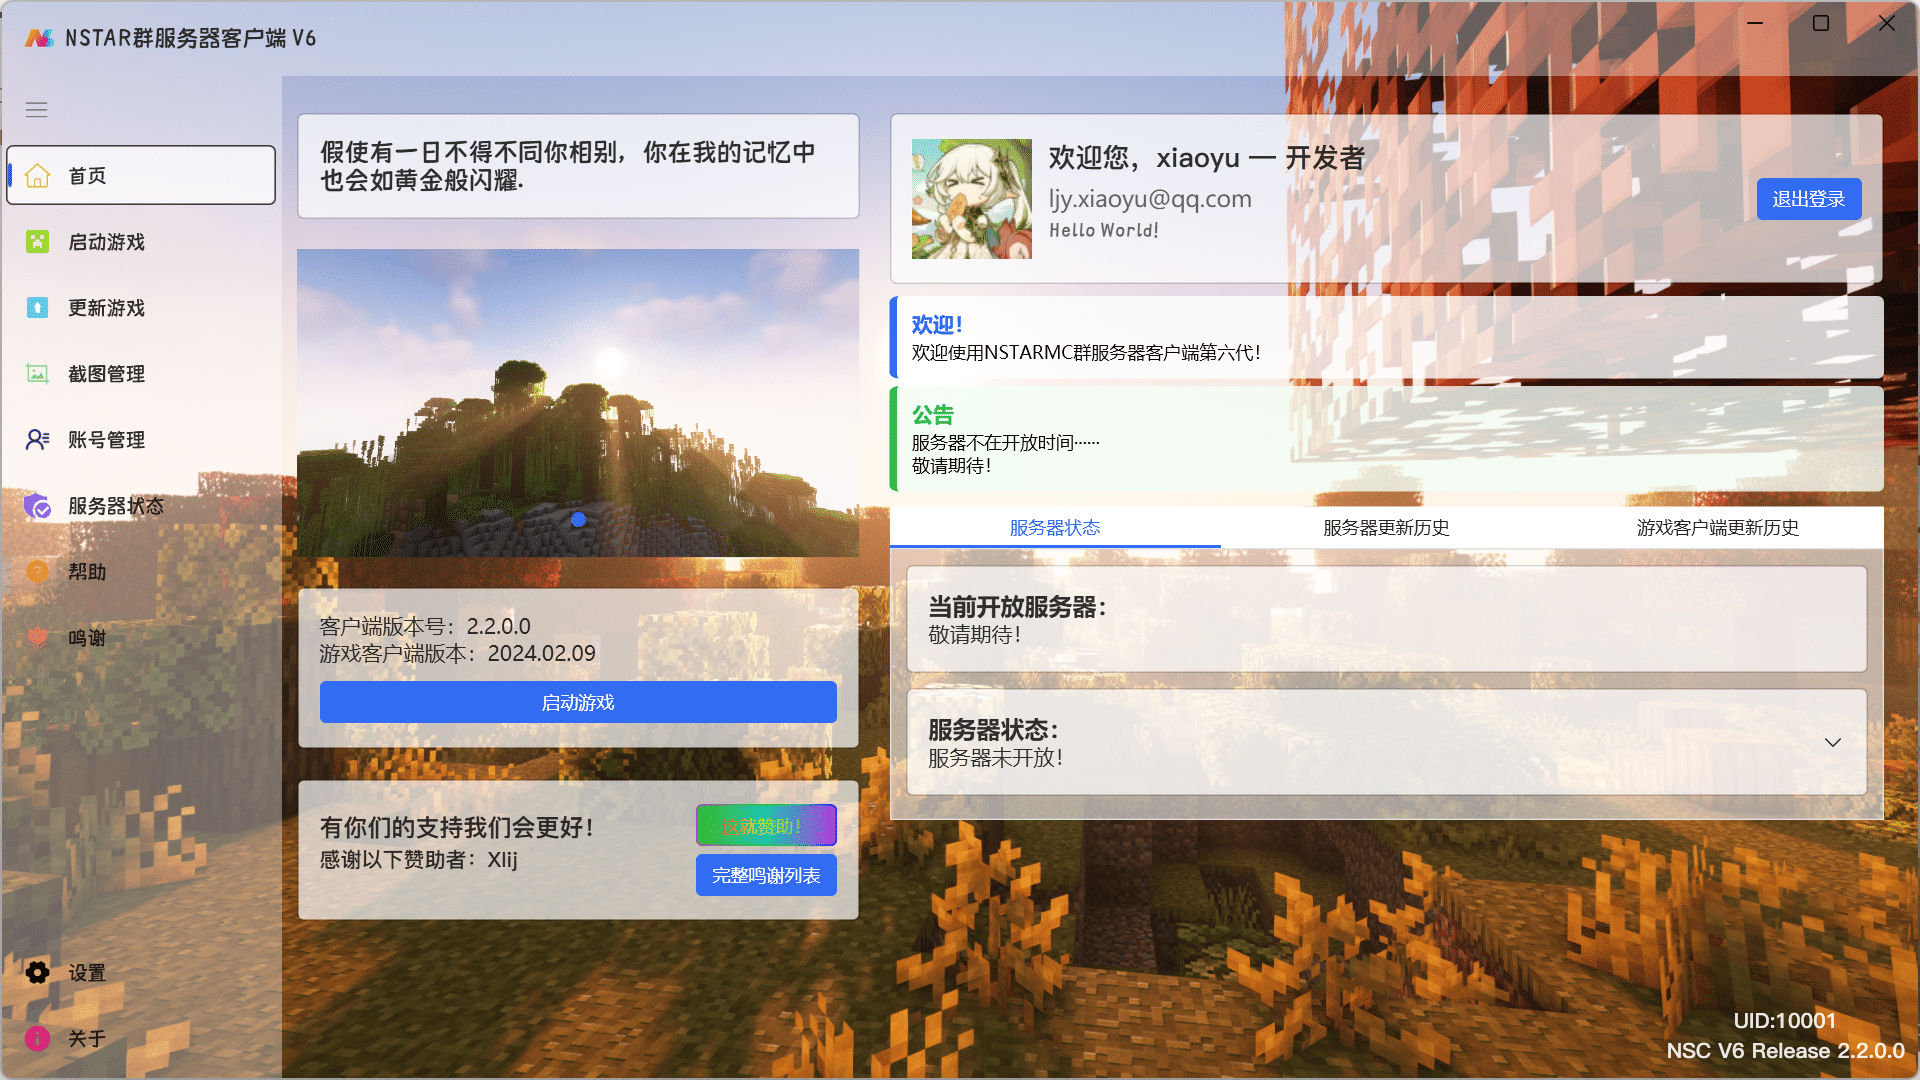 NSTAR群服务器客户端 V6
首页
启动游戏
更新游戏
截图管理
账号管理
服务器状态
帮助
鸣谢
设置
关于
假使有一日不得不同你相别，你在我的记忆中
也会如黄金般闪耀.
客户端版本号：2.2.0.0
游戏客户端版本：2024.02.09
启动游戏
有你们的支持我们会更好！
感谢以下赞助者：Xlij
这就赞助！
完整鸣谢列表
欢迎您，xiaoyu — 开发者
ljy.xiaoyu@qq.com
Hello World!
退出登录
欢迎！
欢迎使用NSTARMC群服务器客户端第六代！
公告
服务器不在开放时间······
敬请期待！
服务器状态
服务器更新历史
游戏客户端更新历史
当前开放服务器：
敬请期待！
服务器状态：
服务器未开放！
UID:10001
NSC V6 Release 2.2.0.0